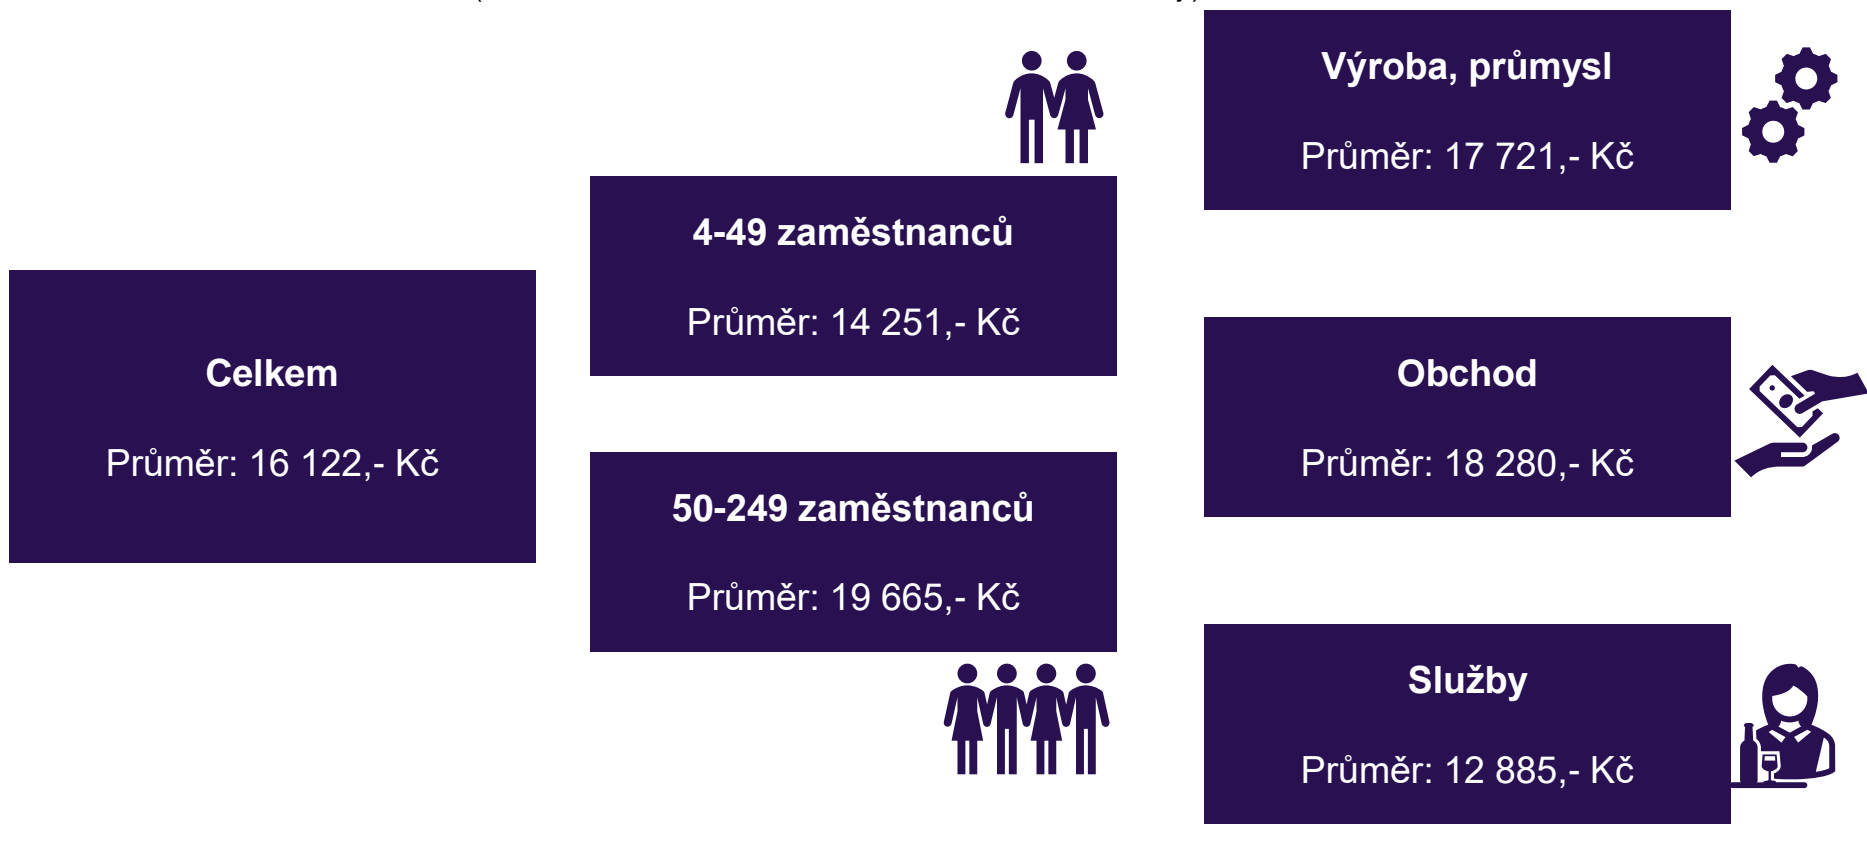 Celkem
Průměr: 16 122,- Kč
4-49 zaměstnanců
Průměr: 14 251,- Kč
50-249 zaměstnanců
Průměr: 19 665,- Kč
Výroba, průmysl
Průměr: 17 721,- Kč
Obchod
Průměr: 18 280,- Kč
Služby
Průměr: 12 885,- Kč